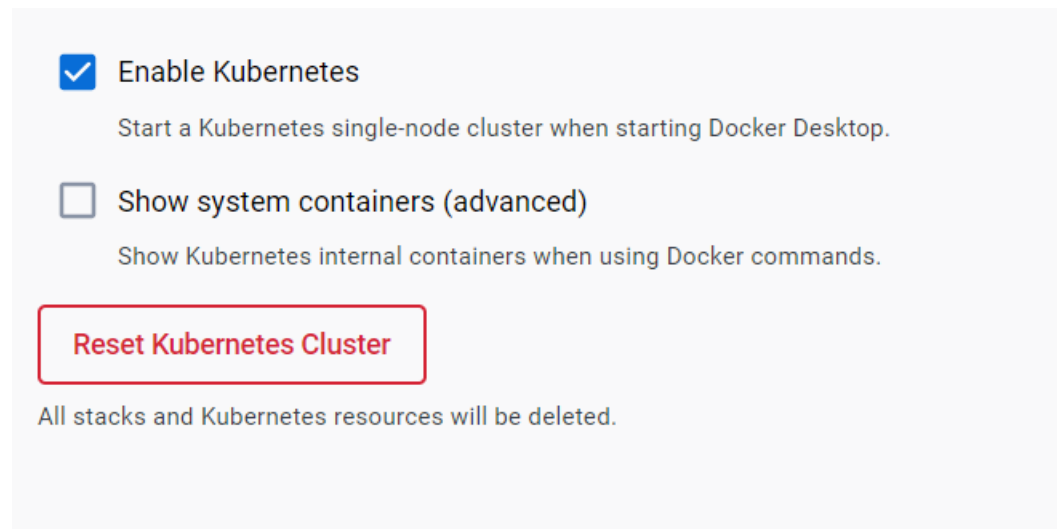 Enable Kubernetes
Start a Kubernetes single-node cluster when starting Docker Desktop.
Show system containers (advanced)
Show Kubernetes internal containers when using Docker commands.
Reset Kubernetes Cluster
All stacks and Kubernetes resources will be deleted.